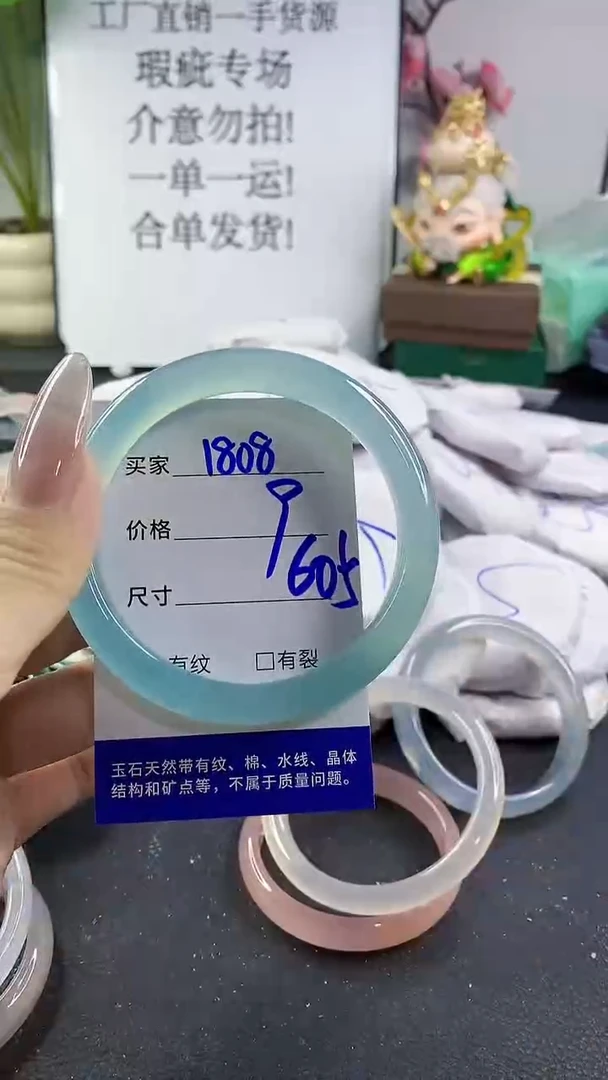 工厂直销一手货源
瑕疵专场
介意勿拍!
一单一运!
合单发货!
买家 1808
价格
尺寸 60
有纹 □有裂
玉石天然带有纹、棉、水线、晶体
结构和矿点等，不属于质量问题。